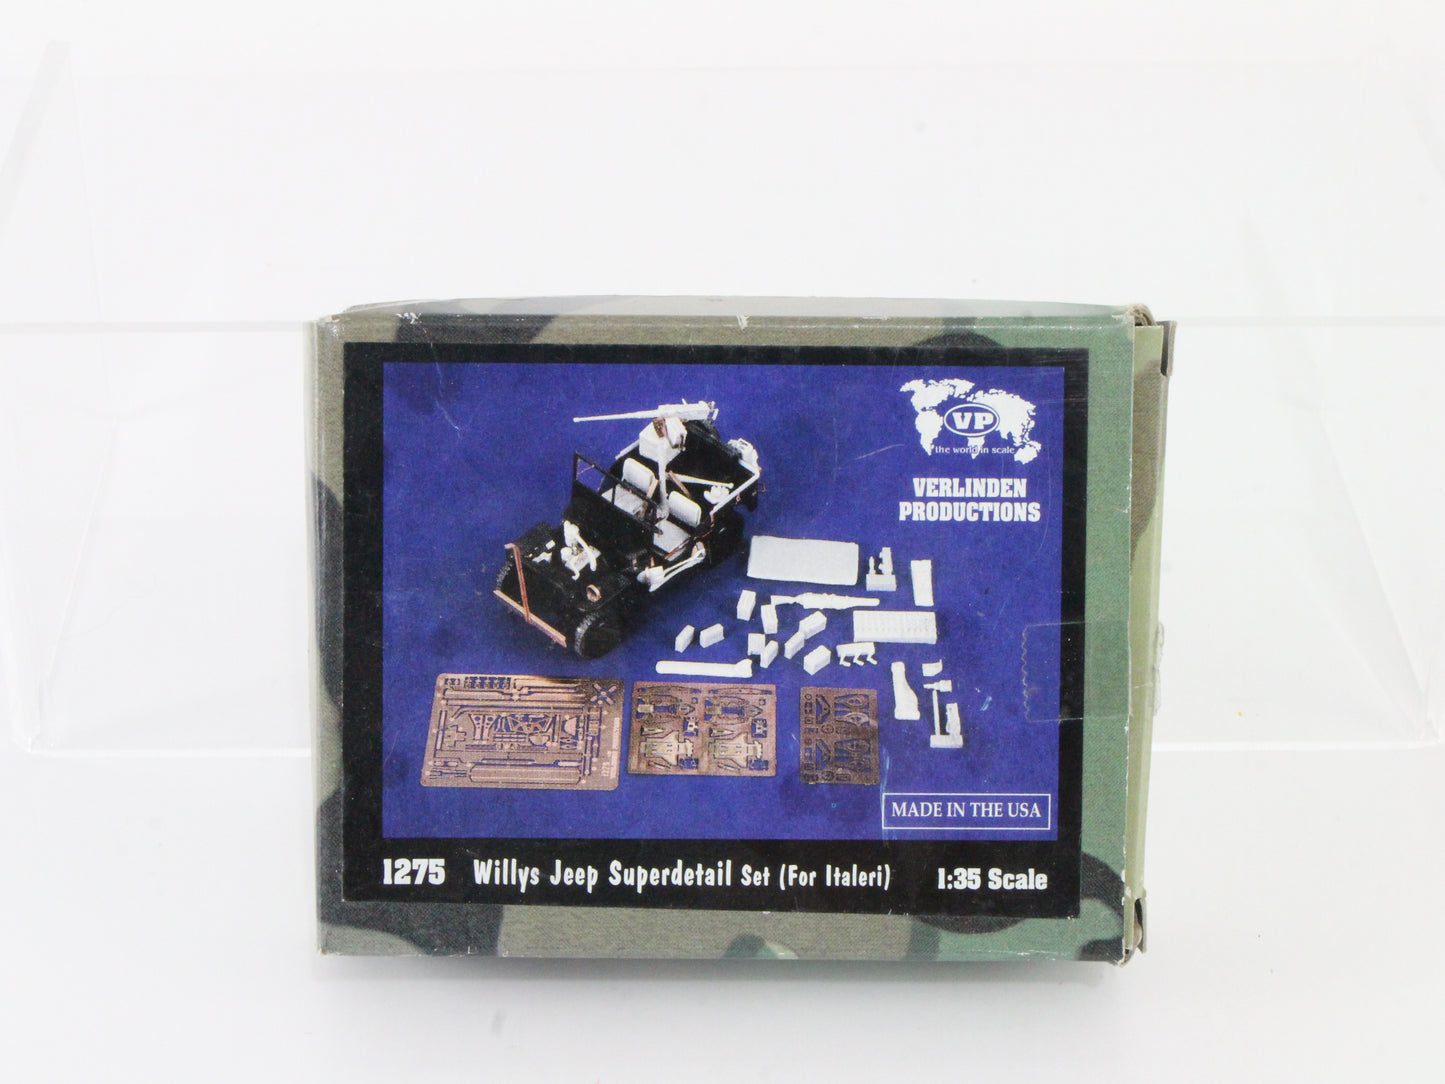 VP
the world in scale
VERLINDEN
PRODUCTIONS
MADE IN THE USA
1275 Willys Jeep Superdetail Set (For Italeri) 1:35 Scale